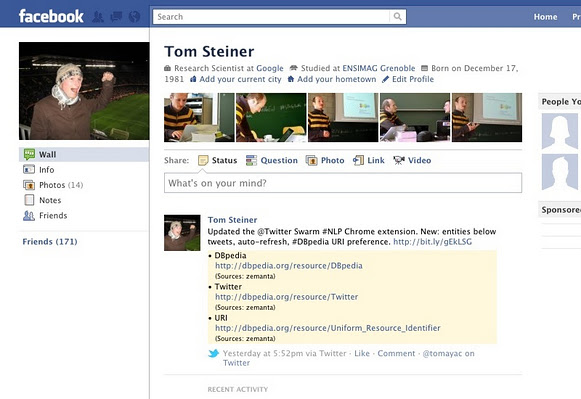 facebook
Search
Home Pr
Tom Steiner
Research Scientist at Google Studied at ENSIMAG Grenoble Born on December 17,
1981 Add your current city Add your hometown Edit Profile
Wall
Info
Photos (14)
Notes
Friends
Friends (171)
Share: Status Question Photo Link Video
What's on your mind?
Tom Steiner
Updated the @Twitter Swarm #NLP Chrome extension. New: entities below
tweets, auto-refresh, #DBpedia URI preference. http://bit.ly/gEkLSG
• DBpedia
http://dbpedia.org/resource/DBpedia
(Sources: zemanta)
• Twitter
http://dbpedia.org/resource/Twitter
(Sources: zemanta)
• URI
http://dbpedia.org/resource/Uniform_Resource_Identifier
(Sources: zemanta)
Yesterday at 5:52pm via Twitter · Like · Comment · @tomayac on
Twitter
RECENT ACTIVITY
People Yo
Sponsore